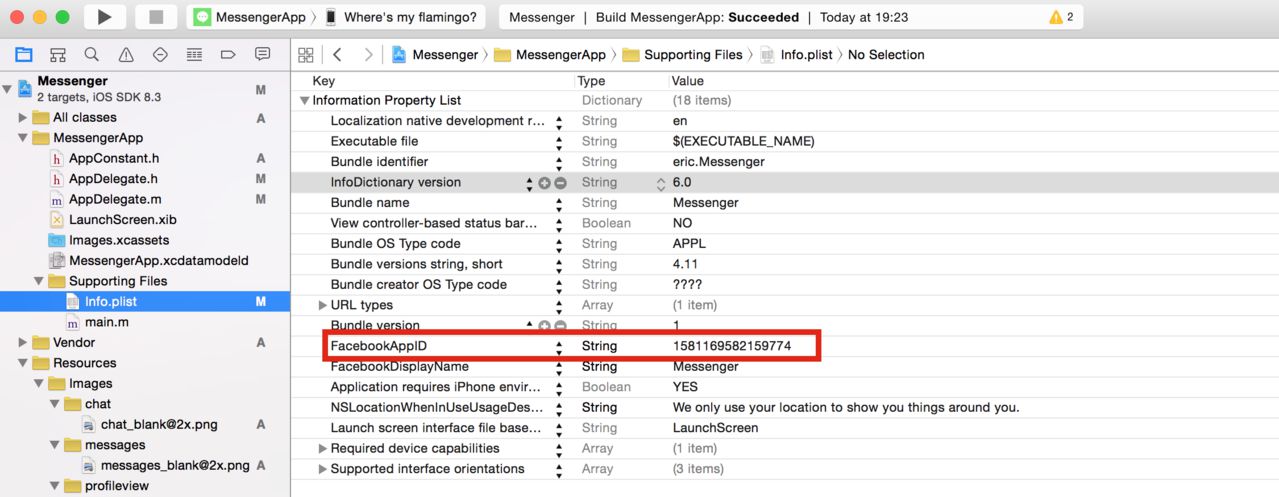 MessengerApp Where's my flamingo? Messenger | Build MessengerApp: Succeeded | Today at 19:23 2
Messenger MessengerApp Supporting Files Info.plist No Selection
Messenger M
2 targets, iOS SDK 8.3
All classes A
MessengerApp
h AppConstant.h A
h AppDelegate.h M
m AppDelegate.m M
LaunchScreen.xib
Images.xcassets
MessengerApp.xcdatamodeld
Supporting Files
Info.plist M
m main.m
Vendor A
Resources
Images
chat
chat_blank@2x.png A
messages
messages_blank@2x.png A
profileview
Key Type Value
Information Property List Dictionary (18 items)
Localization native development r... String en
Executable file String $(EXECUTABLE_NAME)
Bundle identifier String eric.Messenger
InfoDictionary version String 6.0
Bundle name String Messenger
View controller-based status bar... Boolean NO
Bundle OS Type code String APPL
Bundle versions string, short String 4.11
Bundle creator OS Type code String ????
URL types Array (1 item)
Bundle version String 1
FacebookAppID String 1581169582159774
FacebookDisplayName String Messenger
Application requires iPhone envir... Boolean YES
NSLocationWhenInUseUsageDes... String We only use your location to show you things around you.
Launch screen interface file base... String LaunchScreen
Required device capabilities Array (1 item)
Supported interface orientations Array (3 items)